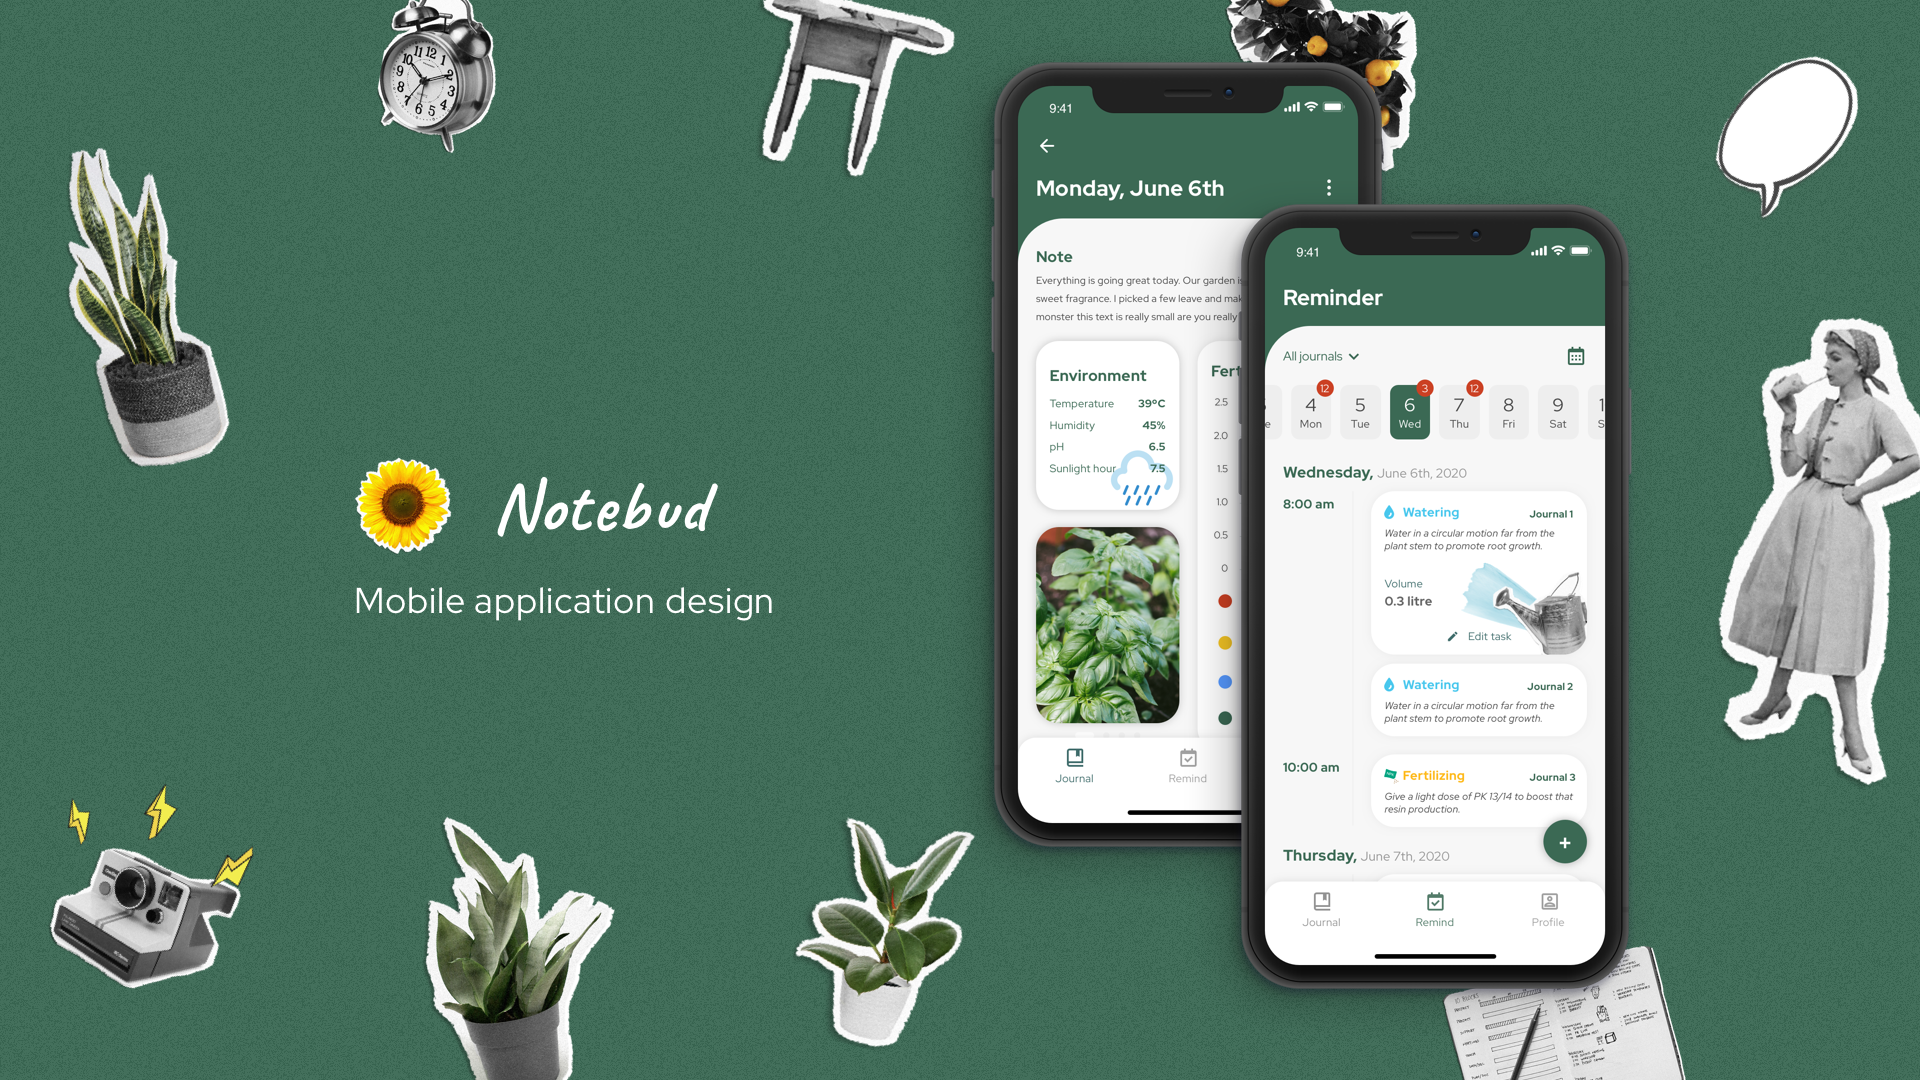 Notebud
Mobile application design
9:41
Monday, June 6th
Note
Everything is going great today. Our garden is
sweet fragrance. I picked a few leave and mak
monster this text is really small are you really
Environment
Temperature 39ºC
Humidity 45%
pH 6.5
Sunlight hour 7.5
Fert
2.5
2.0
1.5
1.0
0.5
0
Journal
Remind
9:41
Reminder
All journals
12 3 12
4 5 6 7 8 9
Mon Tue Wed Thu Fri Sat
Wednesday, June 6th, 2020
8:00 am
Watering Journal 1
Water in a circular motion far from the
plant stem to promote root growth.
Volume
0.3 litre
Edit task
Watering Journal 2
Water in a circular motion far from the
plant stem to promote root growth.
10:00 am
Fertilizing Journal 3
Give a light dose of PK 13/14 to boost that
resin production.
+
Thursday, June 7th, 2020
Journal Remind Profile